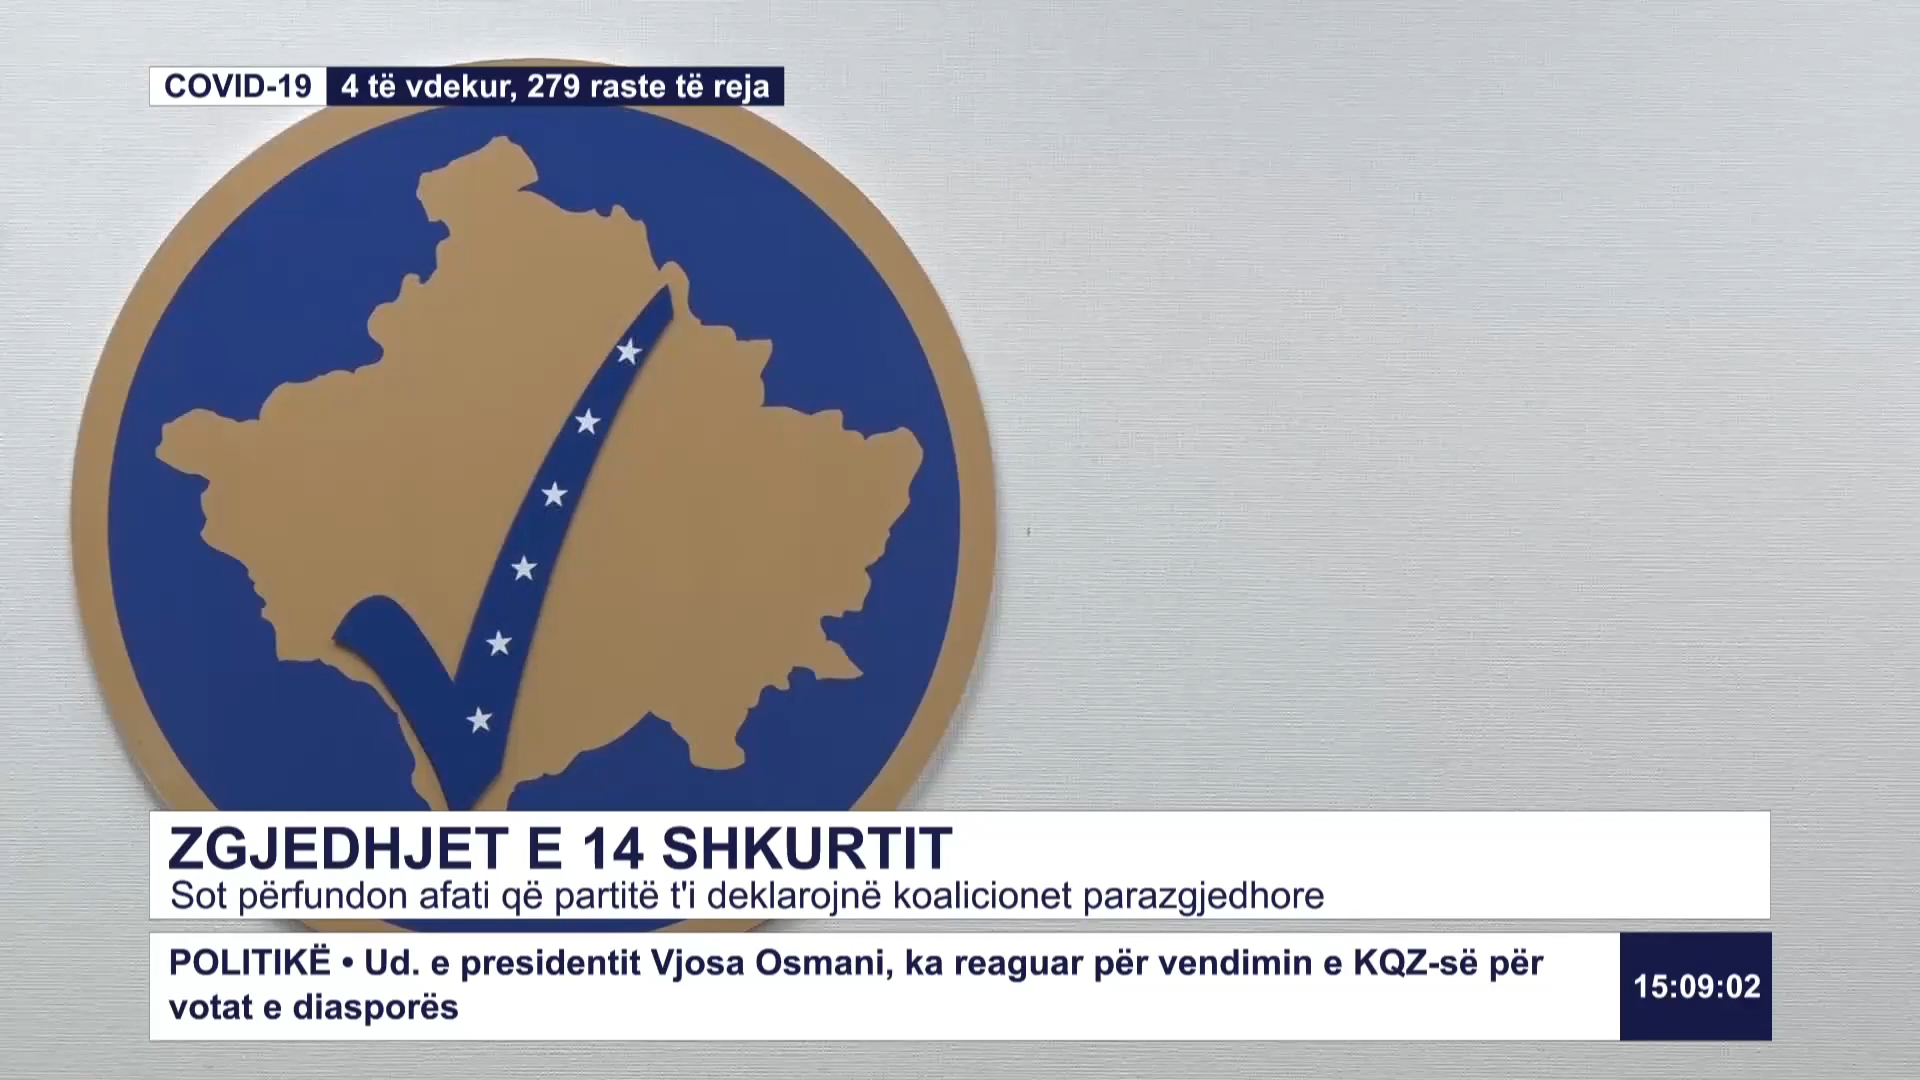 COVID-19 4 të vdekur, 279 raste të reja
ZGJEDHJET E 14 SHKURTIT
Sot përfundon afati që partitë t'i deklarojnë koalicionet parazgjedhore
POLITIKË • Ud. e presidentit Vjosa Osmani, ka reaguar për vendimin e KQZ-së për
votat e diasporës
15:09:02